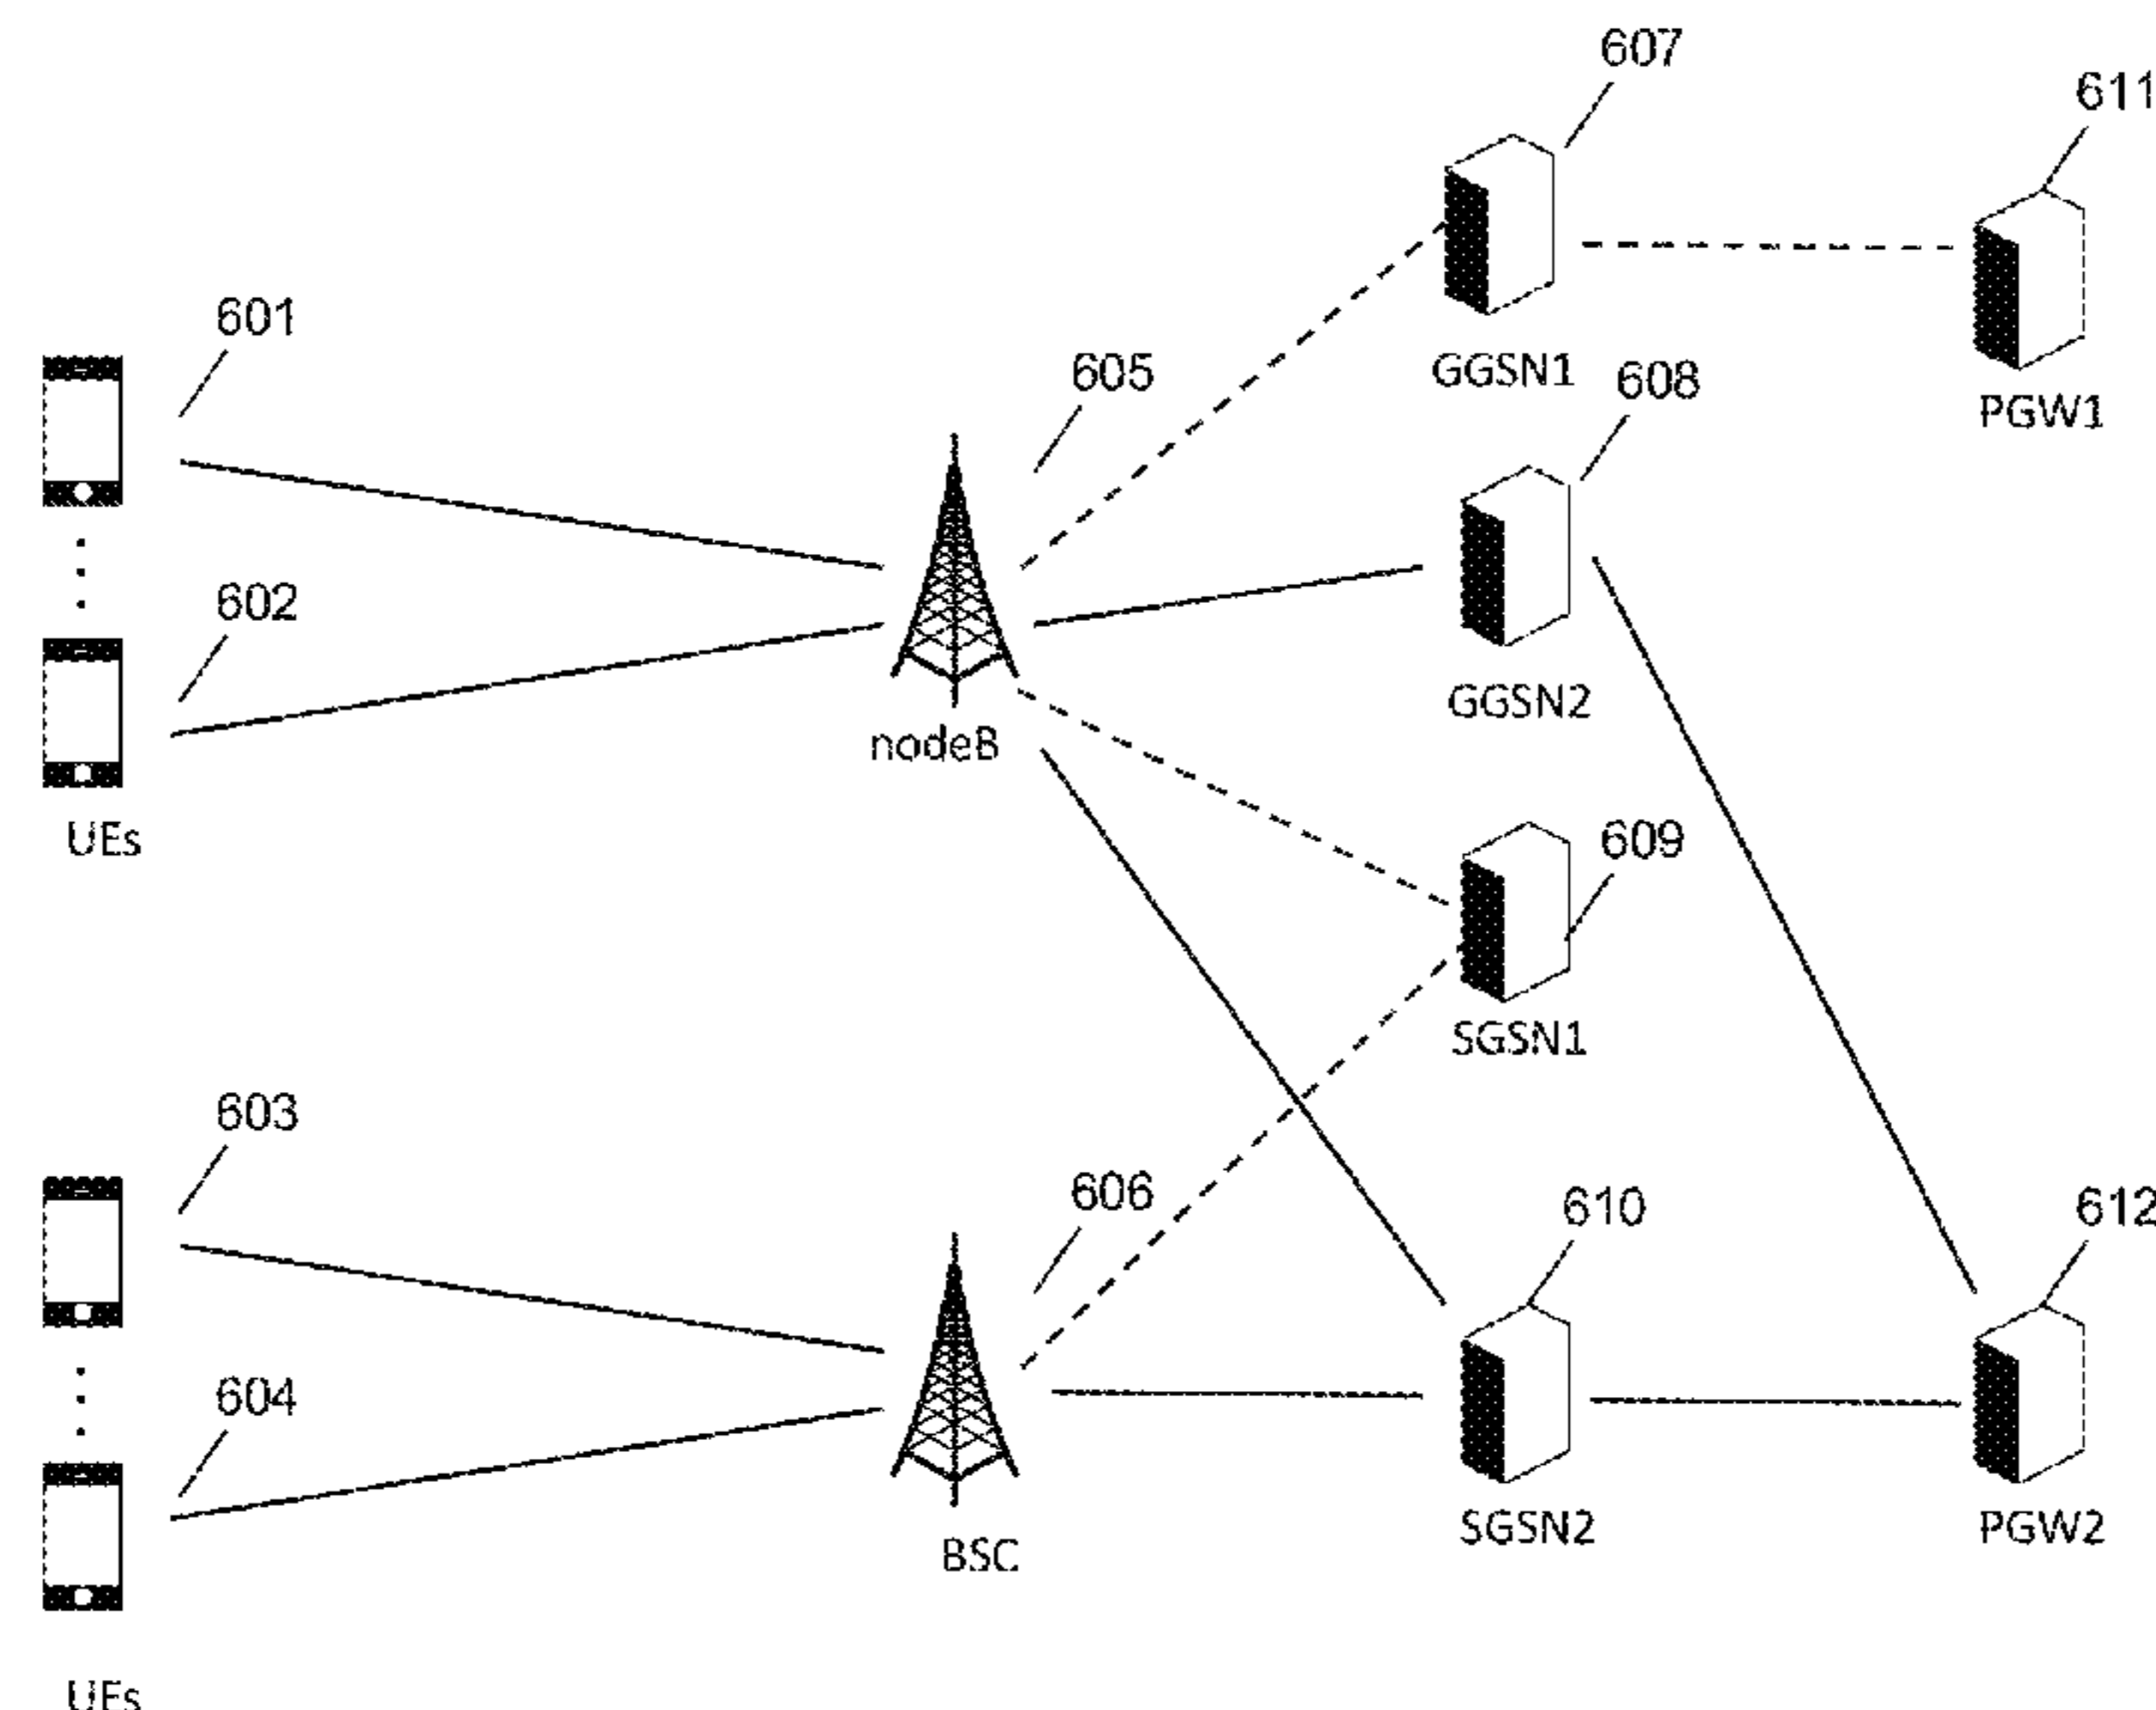 607
611
601
605
GGSN1
608
PGW1
602
GGSN2
nodeB
UEs
609
SGSN1
603
606
610
612
604
SGSN2
PGW2
BSC
UEs